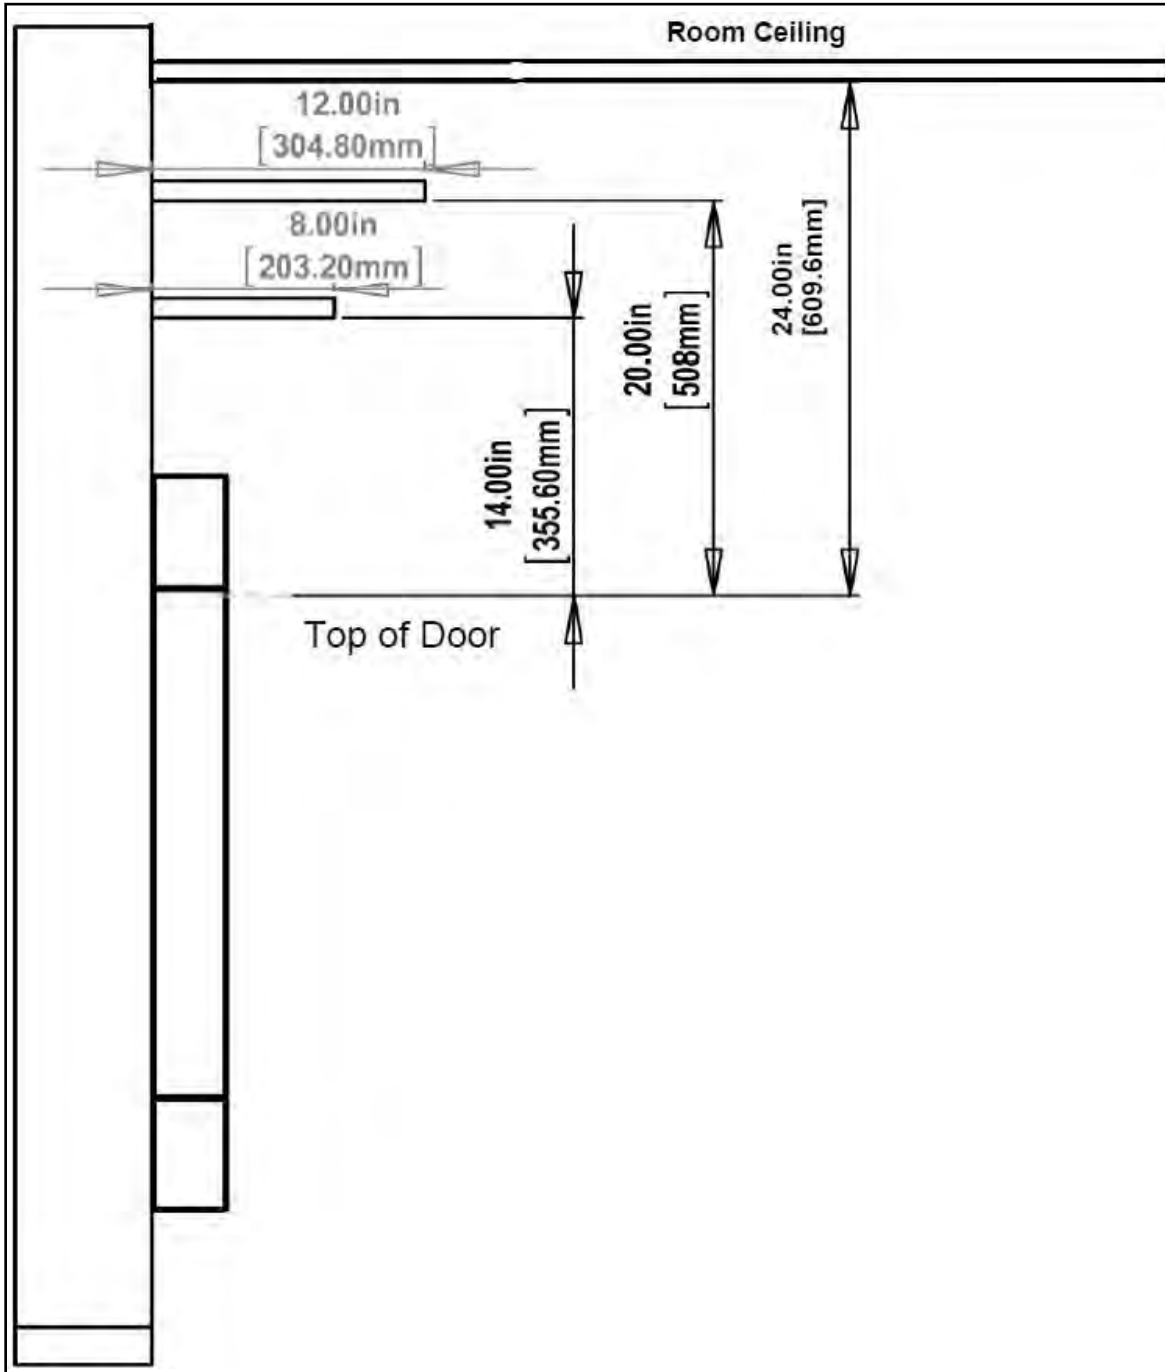 Room Ceiling
12.00in
[304.80mm]
8.00in
[203.20mm]
24.00in
[609.6mm]
20.00in
[508mm]
14.00in
[355.60mm]
Top of Door